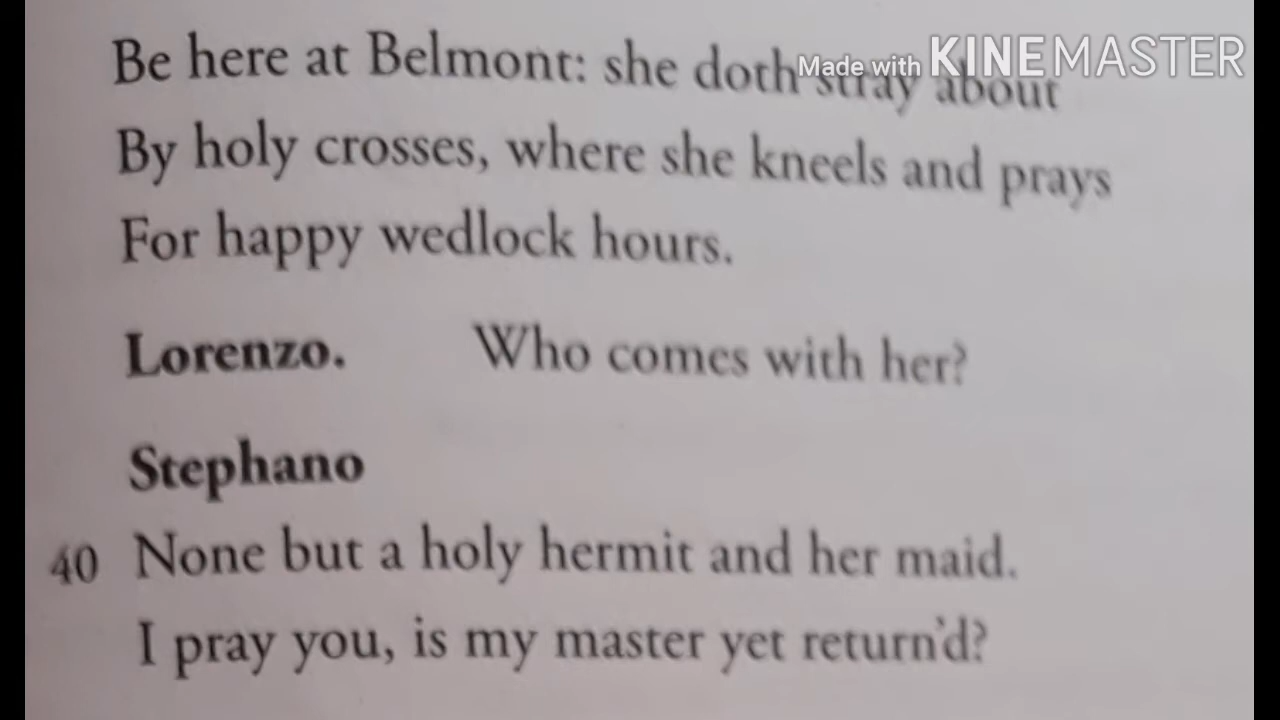 Made with KINEMASTER
Be here at Belmont: she doth stray about
By holy crosses, where she kneels and prays
For happy wedlock hours.
Lorenzo. Who comes with her?
Stephano
40 None but a holy hermit and her maid.
I pray you, is my master yet return'd?